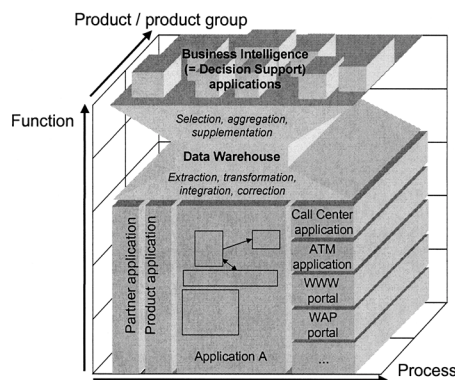 Product / product group
Business Intelligence
(= Decision Support)
applications
Function
Selection, aggregation,
supplementation
Data Warehouse
Extraction, transformation,
integration, correction
Partner application
Product application
Application A
Call Center
application
ATM
application
WWW
portal
WAP
portal
...
Process